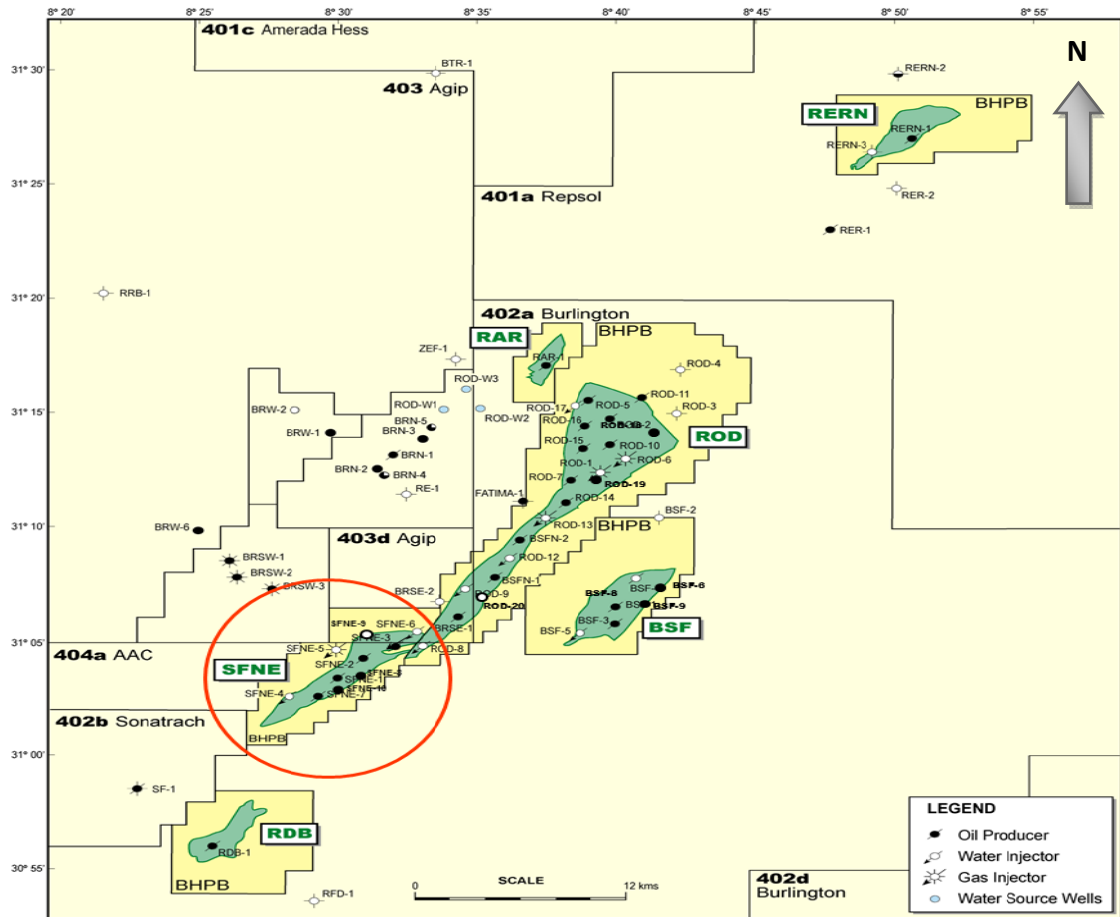 8° 20'
8° 25'
8° 30'
8° 35'
8° 40'
8° 45'
8° 50'
8° 55'
401c Amerada Hess
BTR-1
RERN-2
N
31° 30'
403 Agip
BHPB
RERN
RERN-1
RERN-3
31° 25'
401a Repsol
RER-2
RER-1
RRB-1
31° 20'
402a Burlington
RAR
BHPB
ZEF-1
RAR-1
ROD-4
ROD-W3
ROD-11
31° 15'
BRW-2
ROD-W1
ROD-17
ROD-5
ROD-3
ROD-W2
BRN-5
ROD-16
BRW-1
BRN-3
ROD
ROD-15
ROD-10
BRN-1
ROD-1
ROD-6
BRN-2
BRN-4
ROD-7
ROD-19
RE-1
FATIMA-1
ROD-14
31° 10'
BSF-2
BRW-6
ROD-13
BHPB
403d Agip
BSFN-2
BRSW-1
ROD-12
BRSW-2
BSFN-1
BRSW-3
BRSE-2
ROD-9
BSF-6
BSF-8
ROD-20
BSF-9
SFNE-6
BRSE-1
BSF-3
BSF
BSF-5
31° 05'
SFNE-3
404a AAC
SFNE-5
ROD-8
SFNE
SFNE-2
SFNE-1
SFNE-4
SFNE-7
SFNE-10
402b Sonatrach
BHPB
31° 00'
SF-1
LEGEND
RDB
Oil Producer
RDB-1
Water Injector
31° 55'
402d
Gas Injector
BHPB
SCALE
Burlington
RFD-1
0
12 kms
Water Source Wells